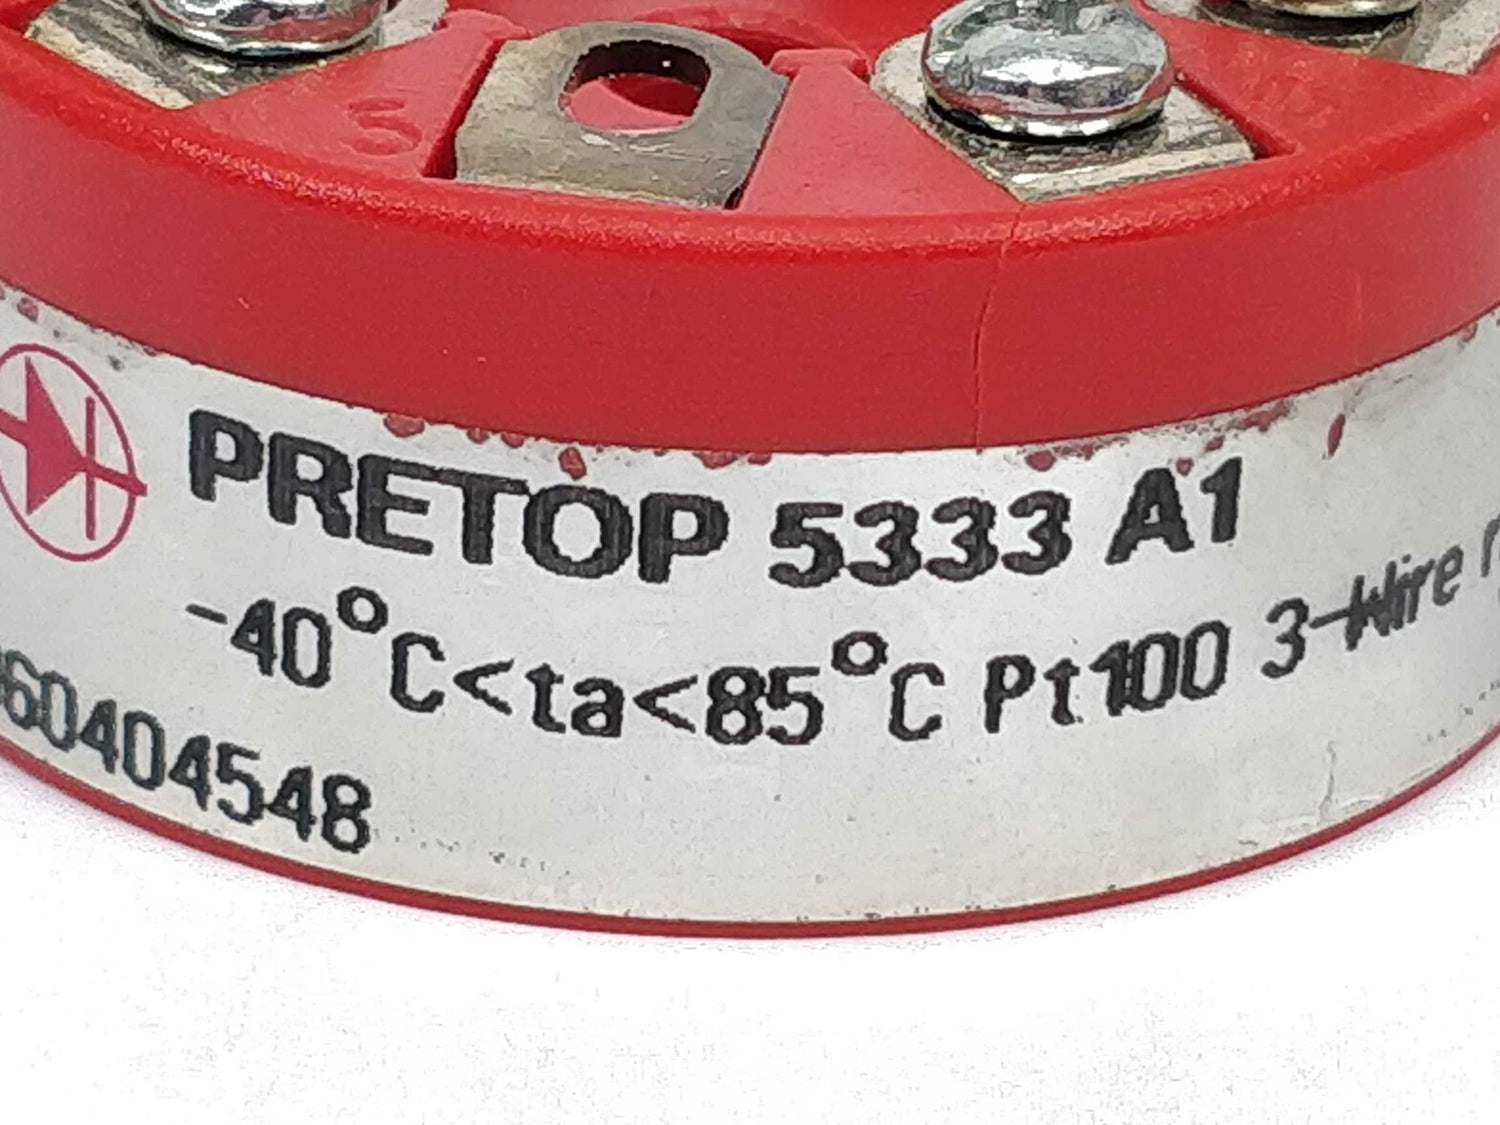 5
PRETOP 5333 A1
-40°C<ta<85°C Pt100 3-Wire
60404548